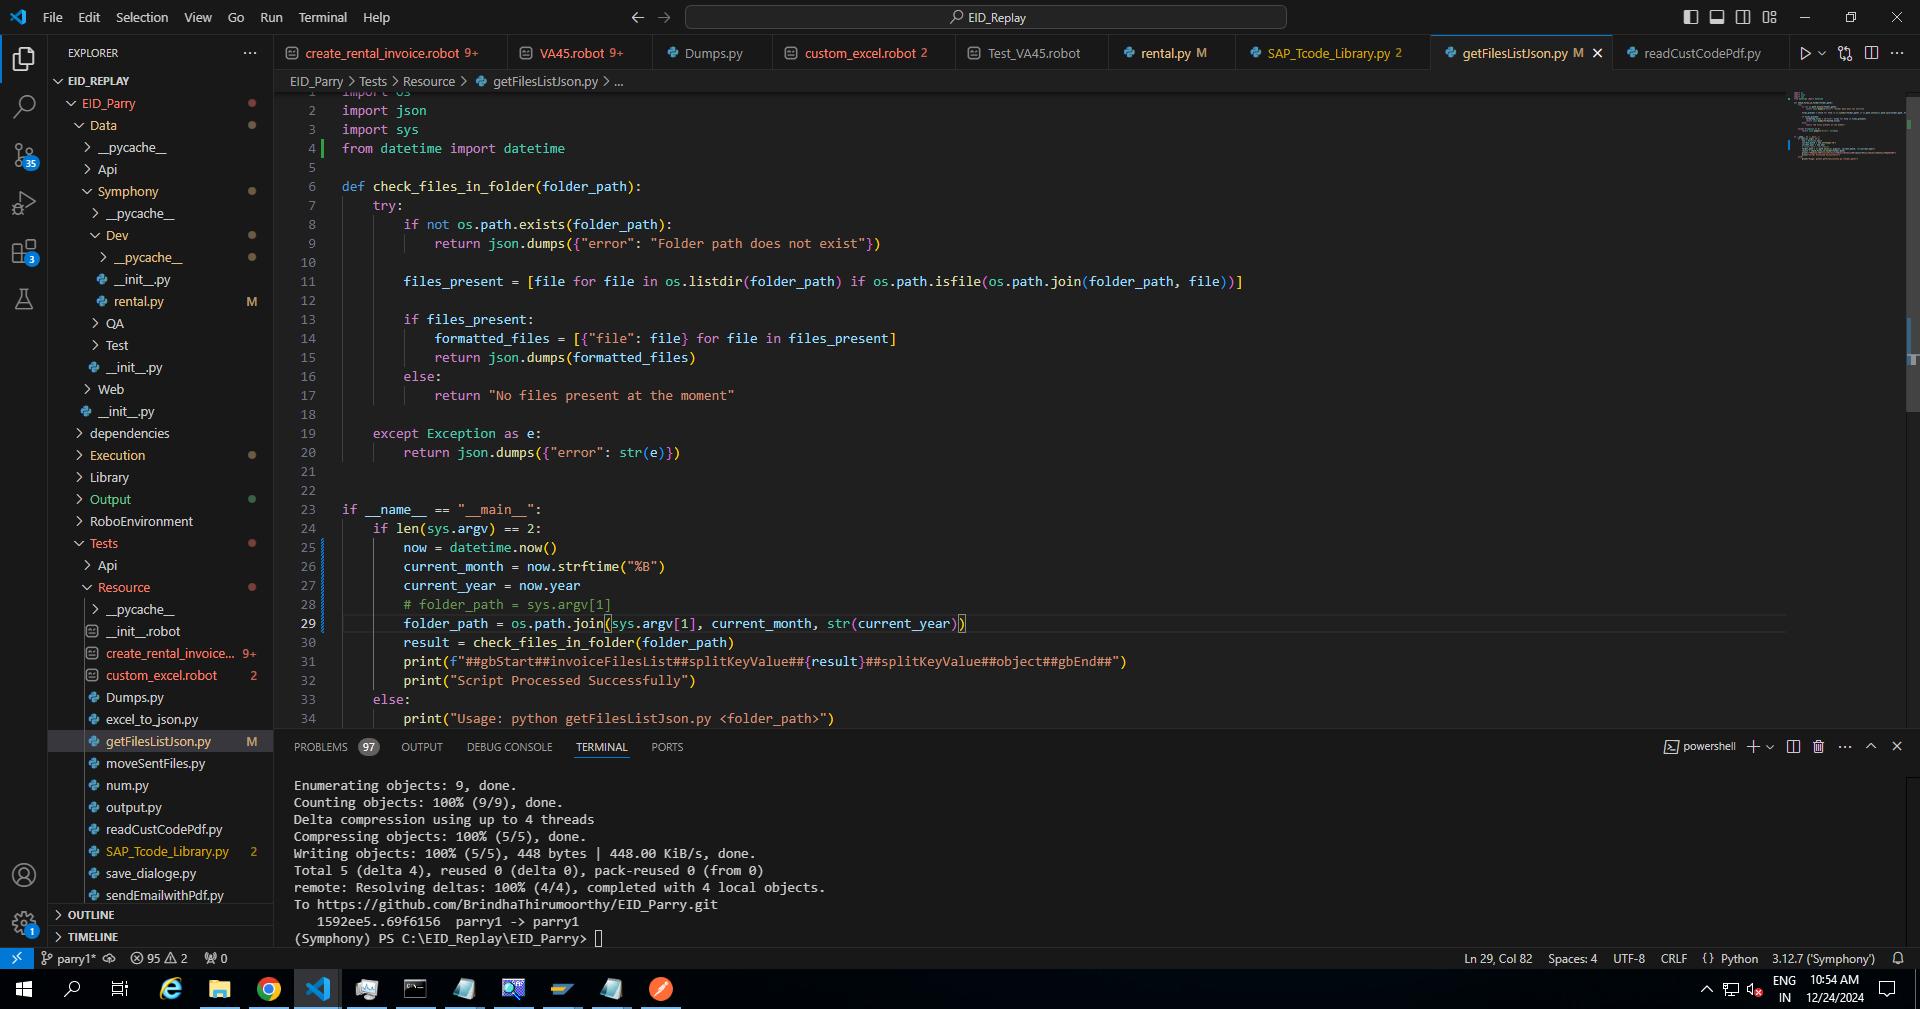 File Edit Selection View Go Run Terminal Help
EID_Replay
EXPLORER
create_rental_invoice.robot 9+
VA45.robot 9+
Dumps.py
custom_excel.robot 2
Test_VA45.robot
rental.py M
SAP_Tcode_Library.py 2
getFilesListJson.py M
readCustCodePdf.py
EID_Parry > Tests > Resource > getFilesListJson.py > ...
EID_REPLAY
EID_Parry
Data
__pycache__
Api
Symphony
__pycache__
Dev
__pycache__
__init__.py
rental.py M
QA
Test
__init__.py
Web
__init__.py
dependencies
Execution
Library
Output
RoboEnvironment
Tests
Api
Resource
__pycache__
__init__.robot
create_rental_invoice... 9+
custom_excel.robot 2
Dumps.py
excel_to_json.py
getFilesListJson.py M
moveSentFiles.py
num.py
output.py
readCustCodePdf.py
SAP_Tcode_Library.py 2
save_dialoge.py
sendEmailwithPdf.py
OUTLINE
TIMELINE
35
3
1
1 import os
2 import json
3 import sys
4 from datetime import datetime
5
6 def check_files_in_folder(folder_path):
7 try:
8 if not os.path.exists(folder_path):
9 return json.dumps({"error": "Folder path does not exist"})
10
11 files_present = [file for file in os.listdir(folder_path) if os.path.isfile(os.path.join(folder_path, file))]
12
13 if files_present:
14 formatted_files = [{"file": file} for file in files_present]
15 return json.dumps(formatted_files)
16 else:
17 return "No files present at the moment"
18
19 except Exception as e:
20 return json.dumps({"error": str(e)})
21
22
23 if __name__ == "__main__":
24 if len(sys.argv) == 2:
25 now = datetime.now()
26 current_month = now.strftime("%B")
27 current_year = now.year
28 # folder_path = sys.argv[1]
29 folder_path = os.path.join(sys.argv[1], current_month, str(current_year))
30 result = check_files_in_folder(folder_path)
31 print(f"##gbStart##invoiceFilesList##splitKeyValue##{result}##splitKeyValue##object##gbEnd##")
32 print("Script Processed Successfully")
33 else:
34 print("Usage: python getFilesListJson.py <folder_path>")
PROBLEMS 97 OUTPUT DEBUG CONSOLE TERMINAL PORTS
powershell
Enumerating objects: 9, done.
Counting objects: 100% (9/9), done.
Delta compression using up to 4 threads
Compressing objects: 100% (5/5), done.
Writing objects: 100% (5/5), 448 bytes | 448.00 KiB/s, done.
Total 5 (delta 4), reused 0 (delta 0), pack-reused 0 (from 0)
remote: Resolving deltas: 100% (4/4), completed with 4 local objects.
To https://github.com/BrindhaThirumoorthy/EID_Parry.git
1592ee5..69f6156 parry1 -> parry1
(Symphony) PS C:\EID_Replay\EID_Parry>
parry1* 95 2 0
Ln 29, Col 82 Spaces: 4 UTF-8 CRLF {} Python 3.12.7 ('Symphony')
ENG
IN
10:54 AM
12/24/2024